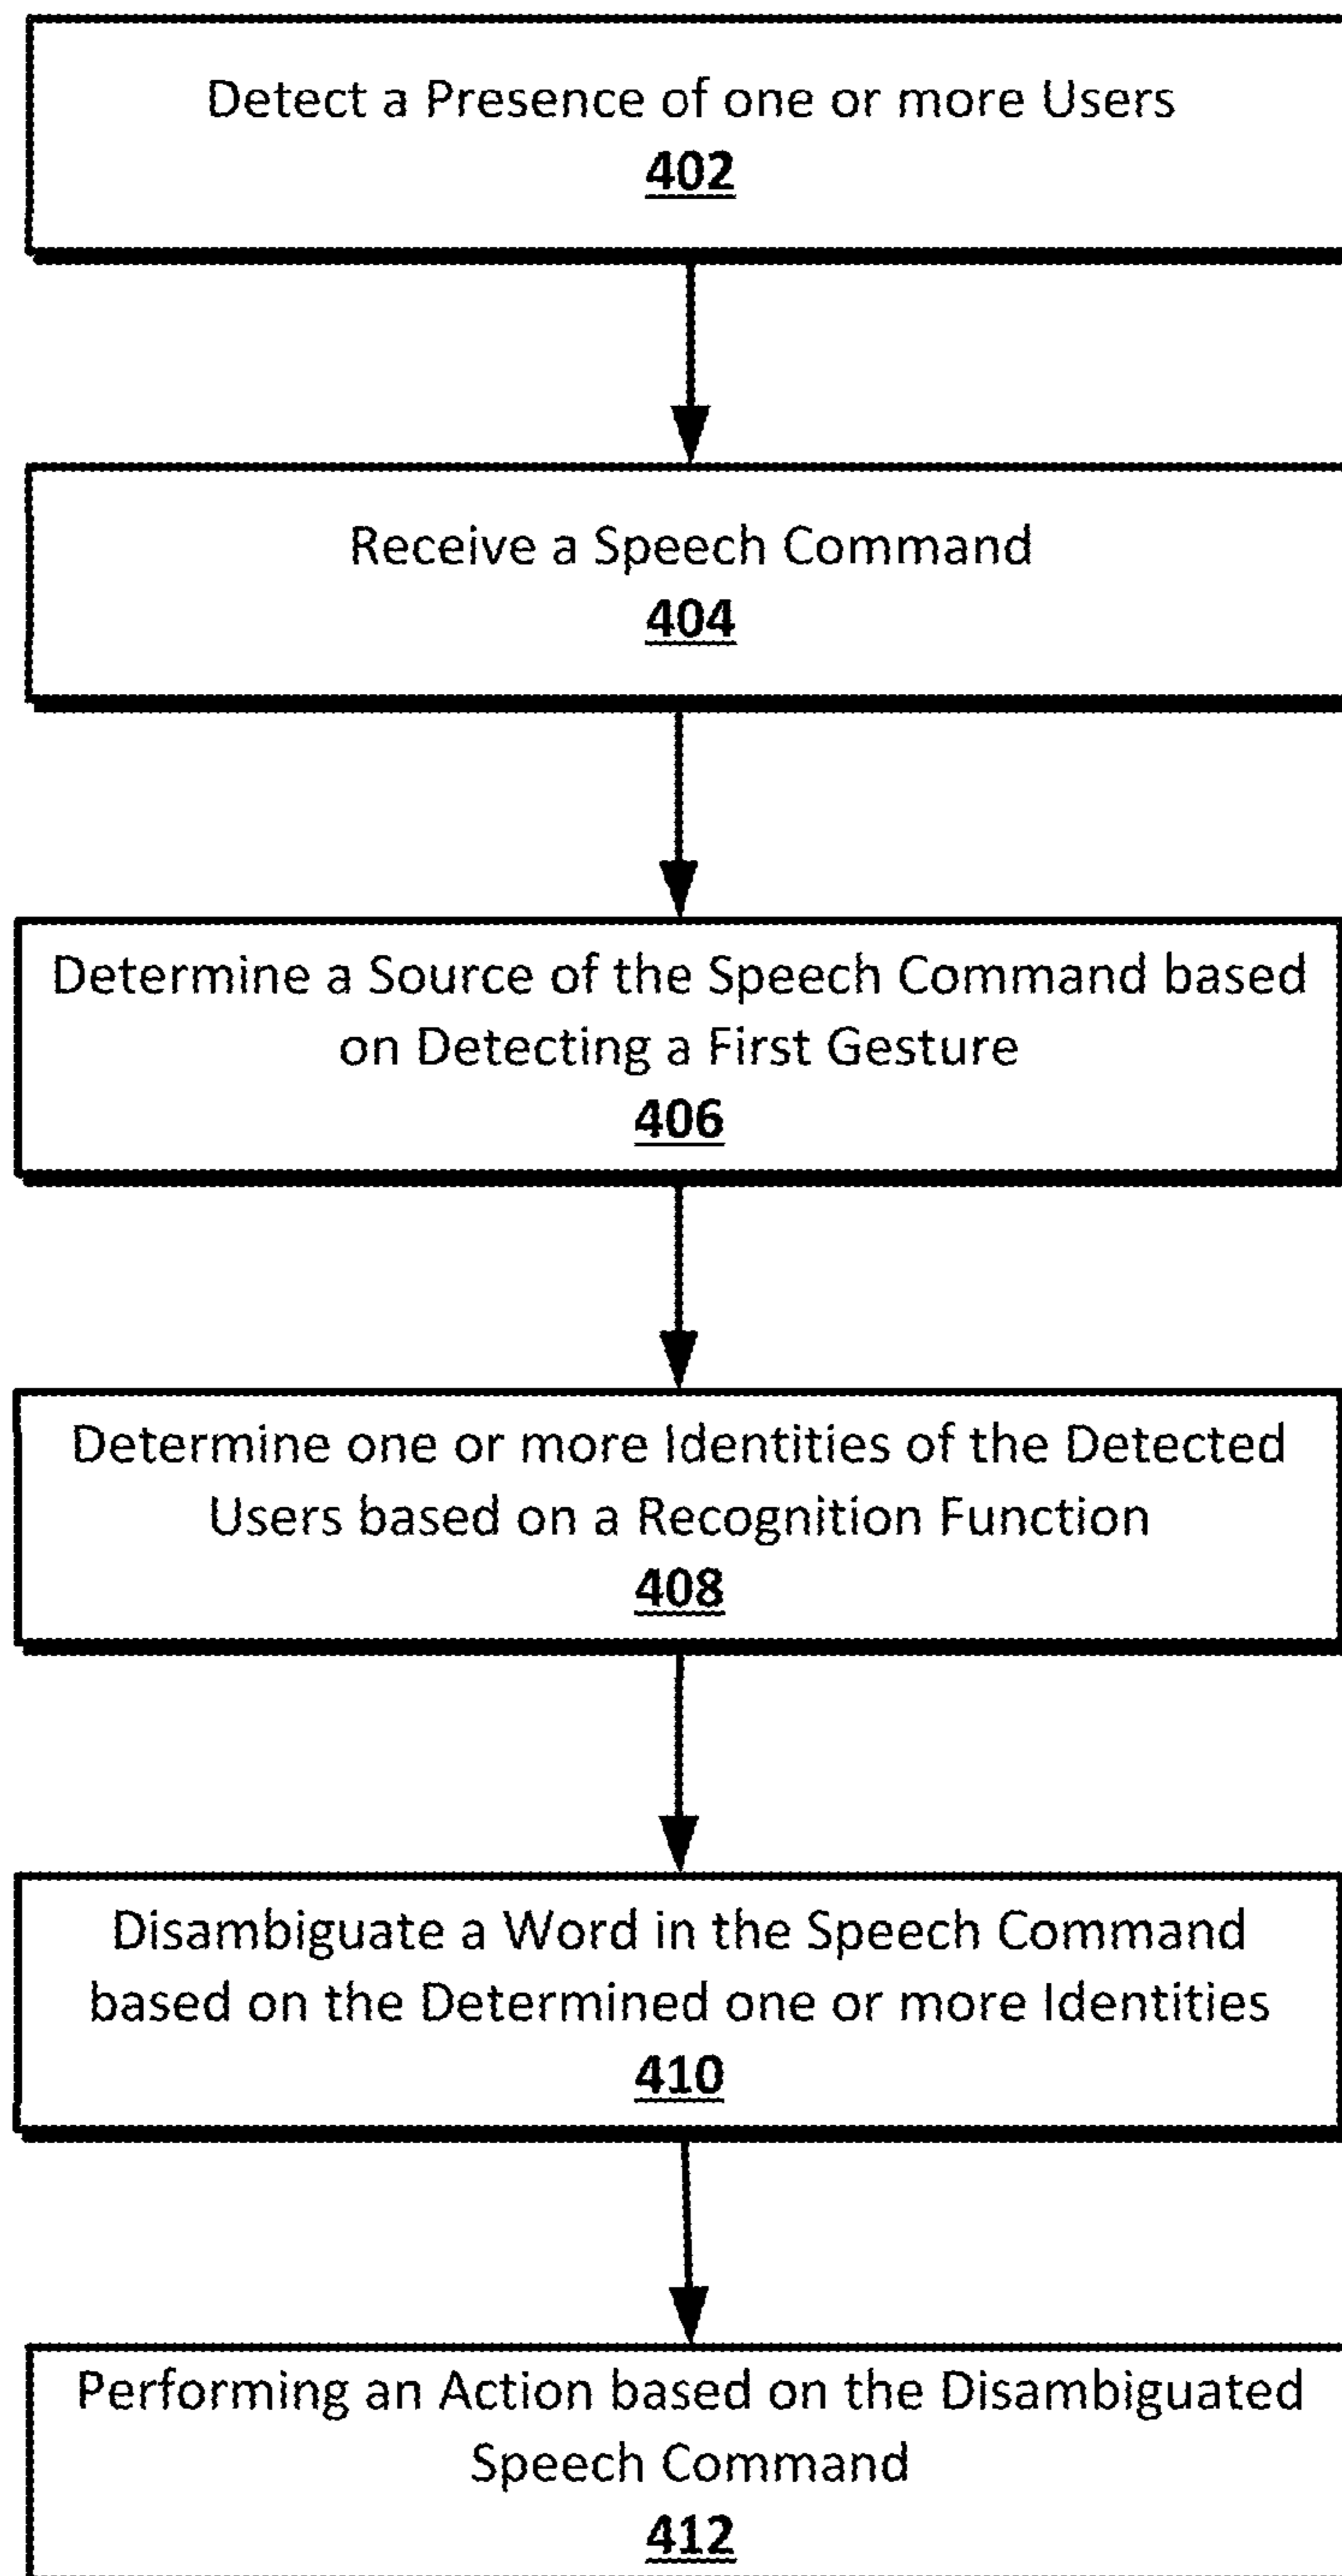 Detect a Presence of one or more Users
402
Receive a Speech Command
404
Determine a Source of the Speech Command based
on Detecting a First Gesture
406
Determine one or more Identities of the Detected
Users based on a Recognition Function
408
Disambiguate a Word in the Speech Command
based on the Determined one or more Identities
410
Performing an Action based on the Disambiguated
Speech Command
412